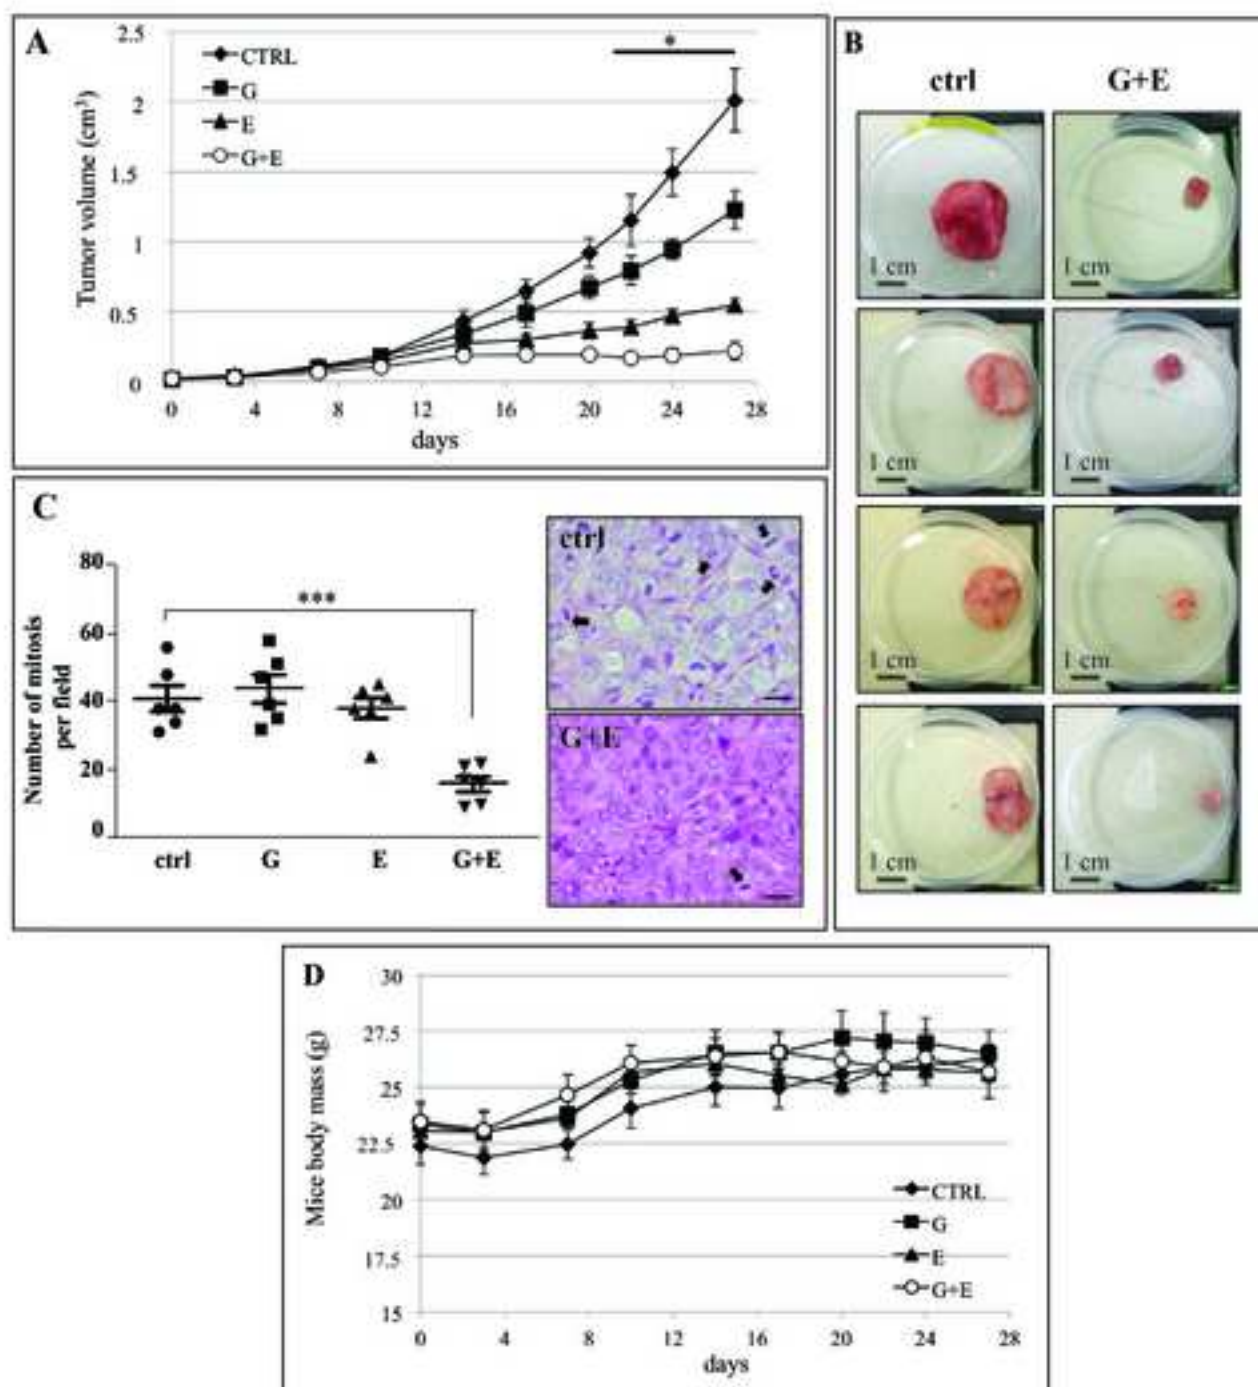 A
2.5
2
1.5
1
0.5
0
Tumor volume (cm³)
CTRL
G
E
G+E
*
0 4 8 12 16 20 24 28
days
B
ctrl G+E
1 cm 1 cm
1 cm 1 cm
1 cm 1 cm
1 cm 1 cm
C
80
60
40
20
0
Number of mitosis
per field
***
ctrl G E G+E
ctrl
G+E
D
30
27.5
25
22.5
20
17.5
15
Mice body mass (g)
CTRL
G
E
G+E
0 4 8 12 16 20 24 28
days